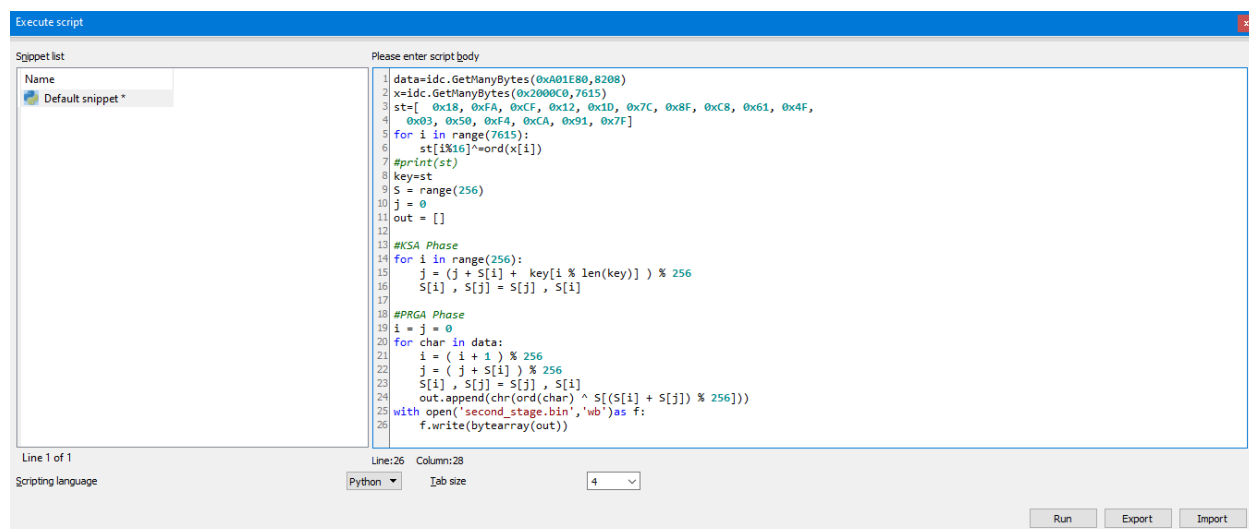 Execute script
x
Snippet list
Please enter script body
Name
Default snippet *
1 data=idc.GetManyBytes(0xA01E80,8208)
2 x=idc.GetManyBytes(0x2000C0,7615)
3 st=[  0x18, 0xFA, 0xCF, 0x12, 0x1D, 0x7C, 0x8F, 0xC8, 0x61, 0x4F,
4   0x03, 0x50, 0xF4, 0xCA, 0x91, 0x7F]
5 for i in range(7615):
6     st[i%16]^=ord(x[i])
7 #print(st)
8 key=st
9 S = range(256)
10 j = 0
11 out = []
12
13 #KSA Phase
14 for i in range(256):
15     j = (j + S[i] +  key[i % len(key)] ) % 256
16     S[i] , S[j] = S[j] , S[i]
17
18 #PRGA Phase
19 i = j = 0
20 for char in data:
21     i = ( i + 1 ) % 256
22     j = ( j + S[i] ) % 256
23     S[i] , S[j] = S[j] , S[i]
24     out.append(chr(ord(char) ^ S[(S[i] + S[j]) % 256]))
25 with open('second_stage.bin','wb')as f:
26     f.write(bytearray(out))
Line 1 of 1
Line:26 Column:28
Scripting language
Python
Tab size
4
Run
Export
Import